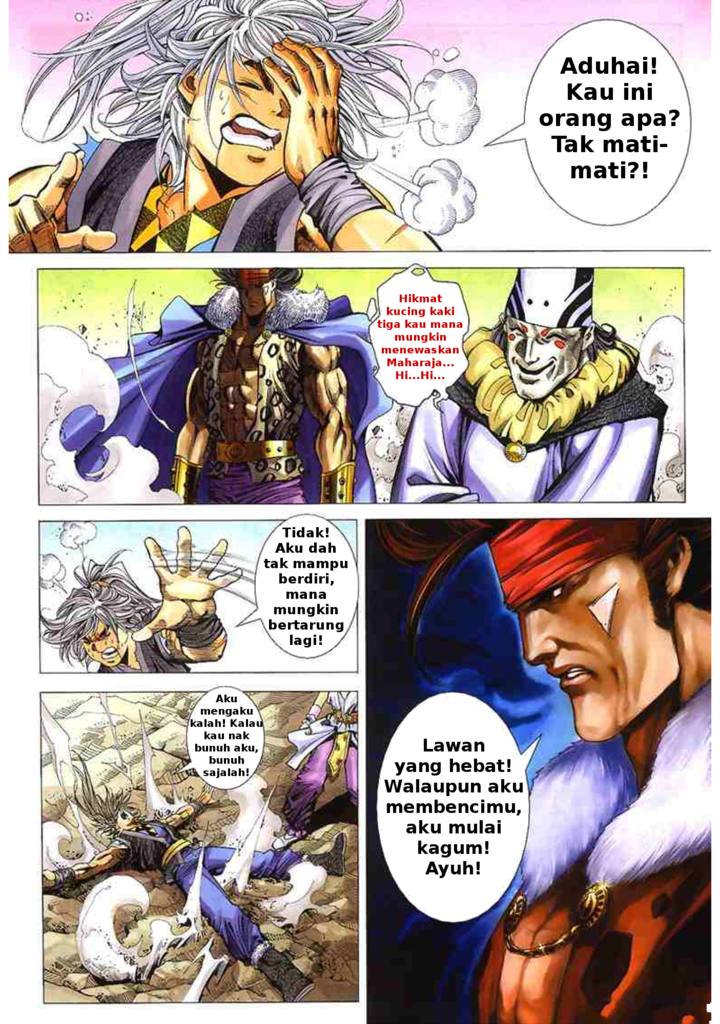 Aduhai!
Kau ini
orang apa?
Tak mati-
mati?!
Hikmat
kucing kaki
tiga kau mana
mungkin
menewaskan
Maharaja...
Hi...Hi...
Tidak!
Aku dah
tak mampu
berdiri,
mana
mungkin
bertarung
lagi!
Aku
mengaku
kalah! Kalau
kau nak
bunuh aku,
bunuh
sajalah!
Lawan
yang hebat!
Walaupun aku
membencimu,
aku mulai
kagum!
Ayuh!